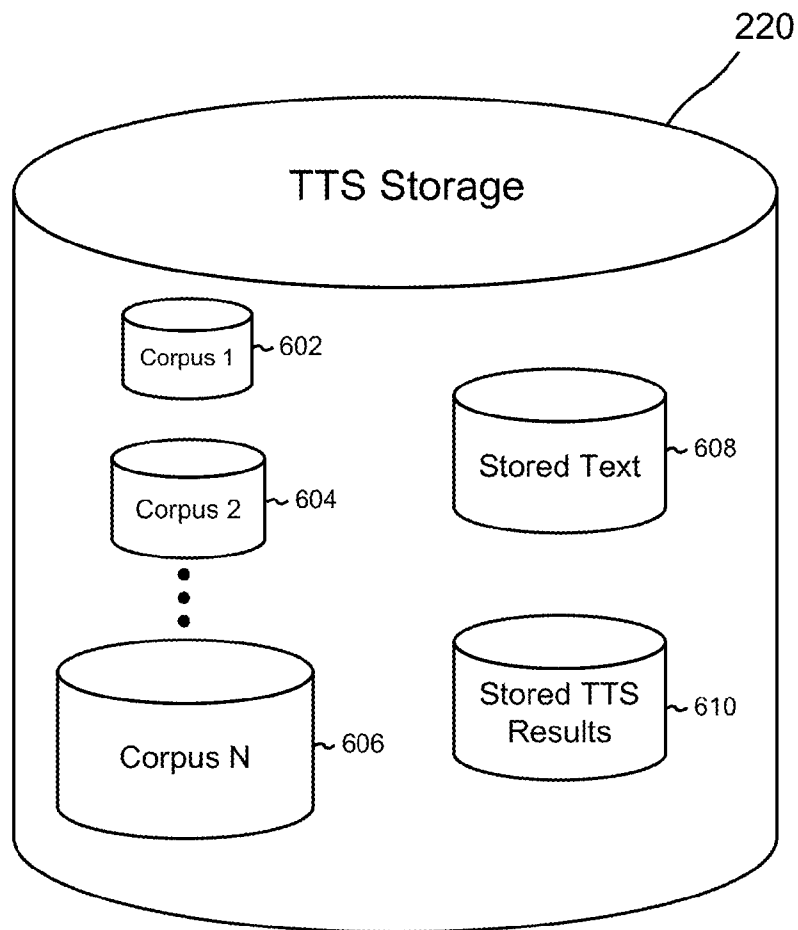 220
TTS Storage
Corpus 1
602
Corpus 2
604
Corpus N
606
Stored Text
608
Stored TTS
Results
610